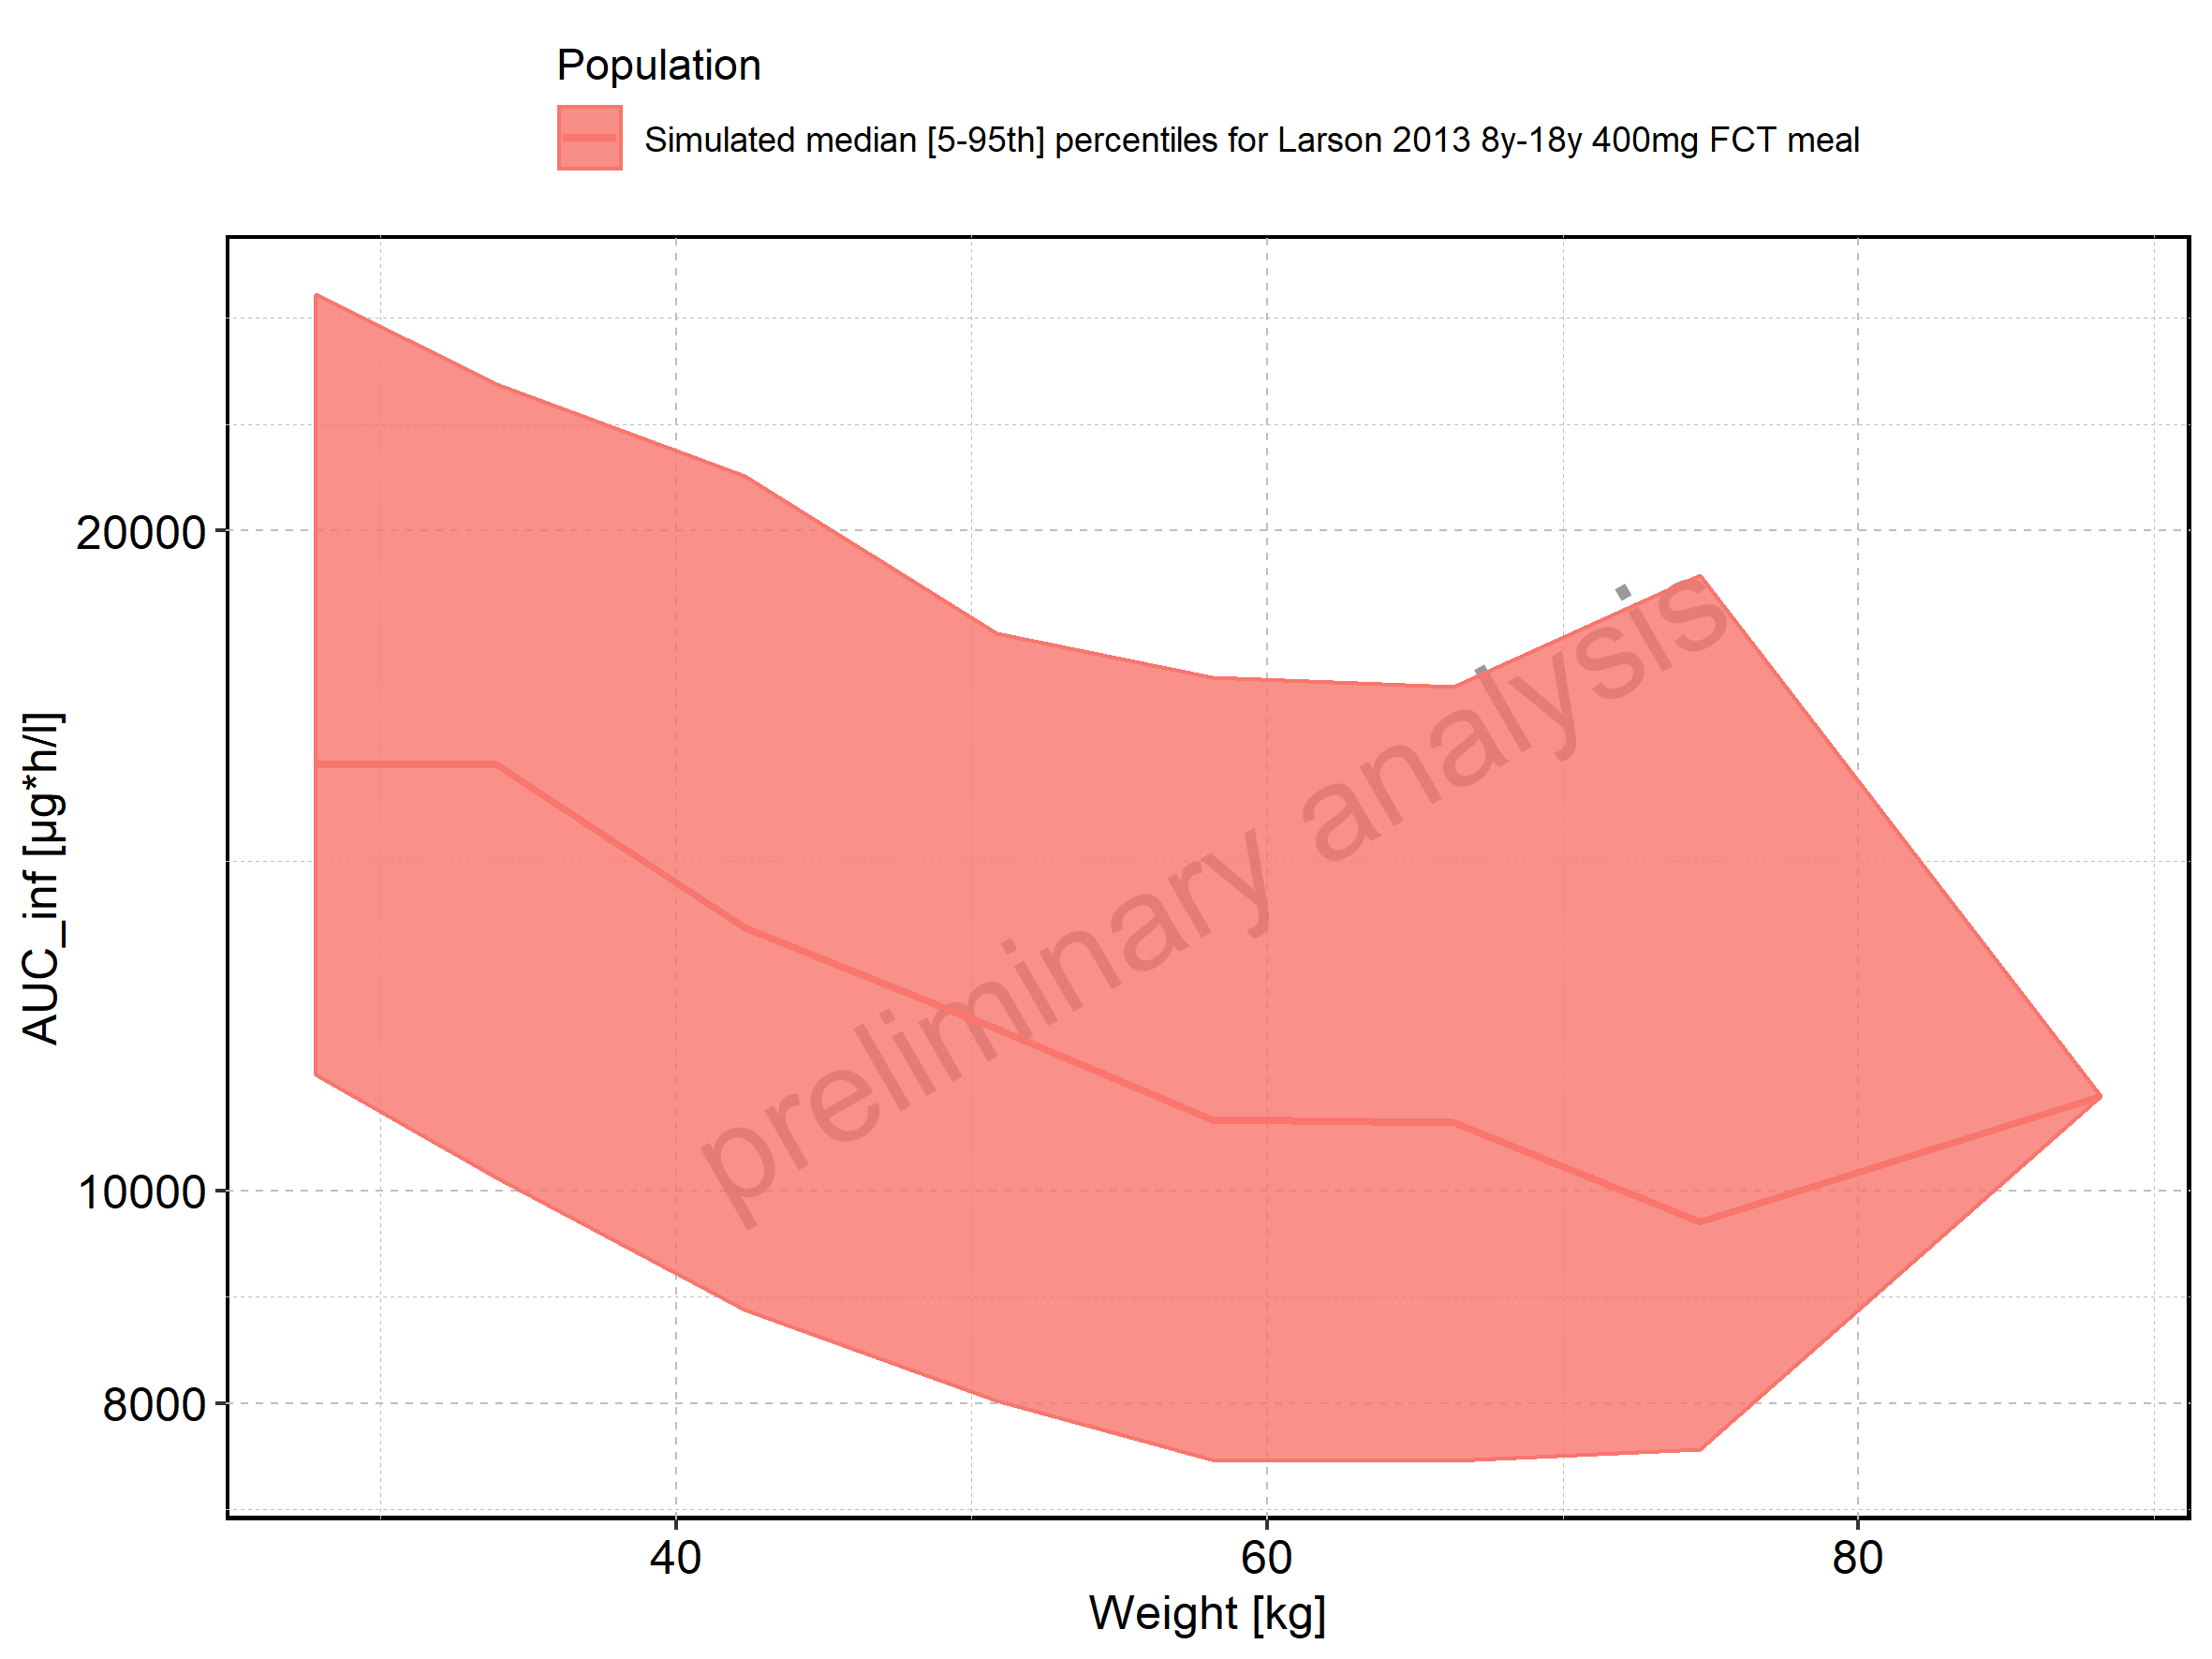 Population
Simulated median [5-95th] percentiles for Larson 2013 8y-18y 400mg FCT meal
20000
10000
8000
AUC_inf [µg*h/l]
preliminary analysis
40
60
80
Weight [kg]